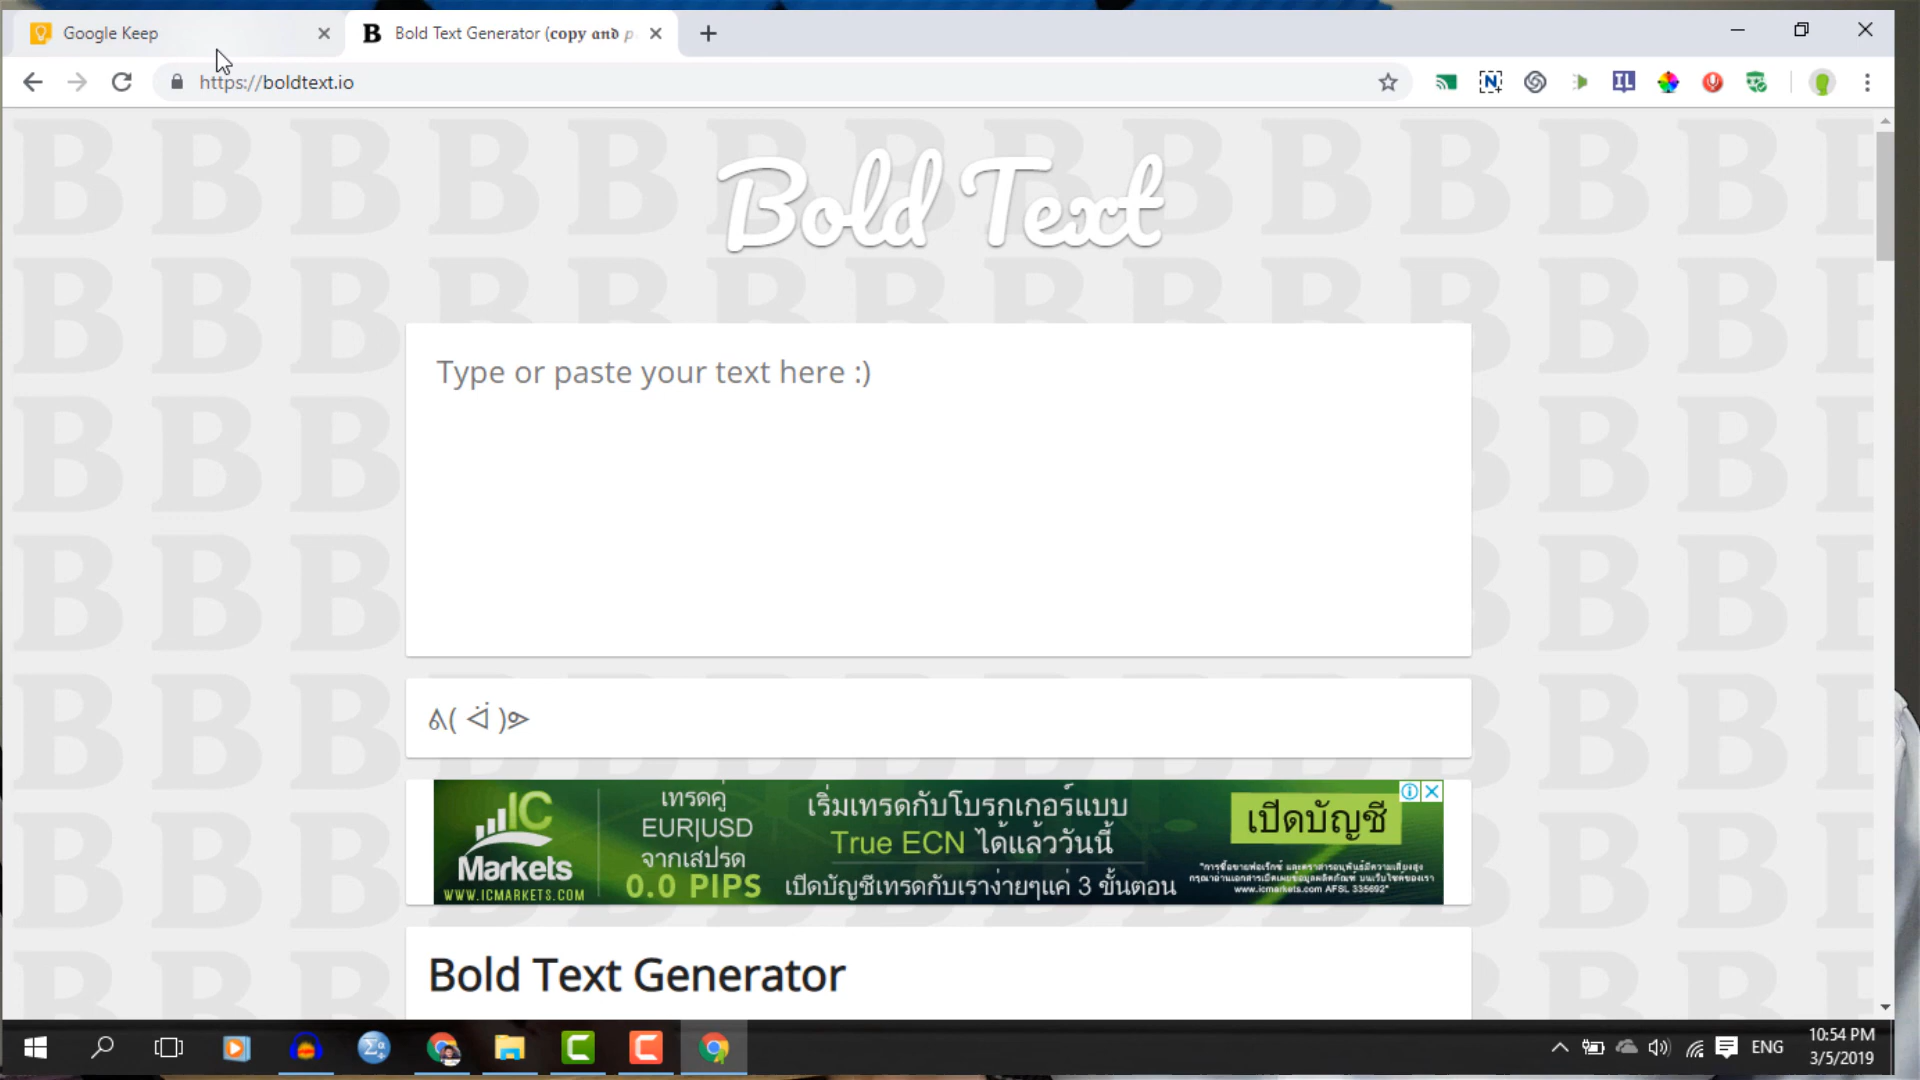 Google Keep
Bold Text Generator (𝖈𝖔𝖕𝖞 𝖆𝖓𝖉 𝖕
https://boldtext.io
Bold Text
Type or paste your text here :)
Bold Text Generator
IC
Markets
WWW.ICMARKETS.COM
เทรดคู่
EUR|USD
จากสเปรด
0.0 PIPS
เริ่มเทรดกับโบรกเกอร์แบบ
True ECN ได้แล้ววันนี้
เปิดบัญชีเทรดกับเราง่ายๆแค่ 3 ขั้นตอน
เปิดบัญชี
www.icmarkets.com AFSL 335692"
ENG
10:54 PM
3/5/2019